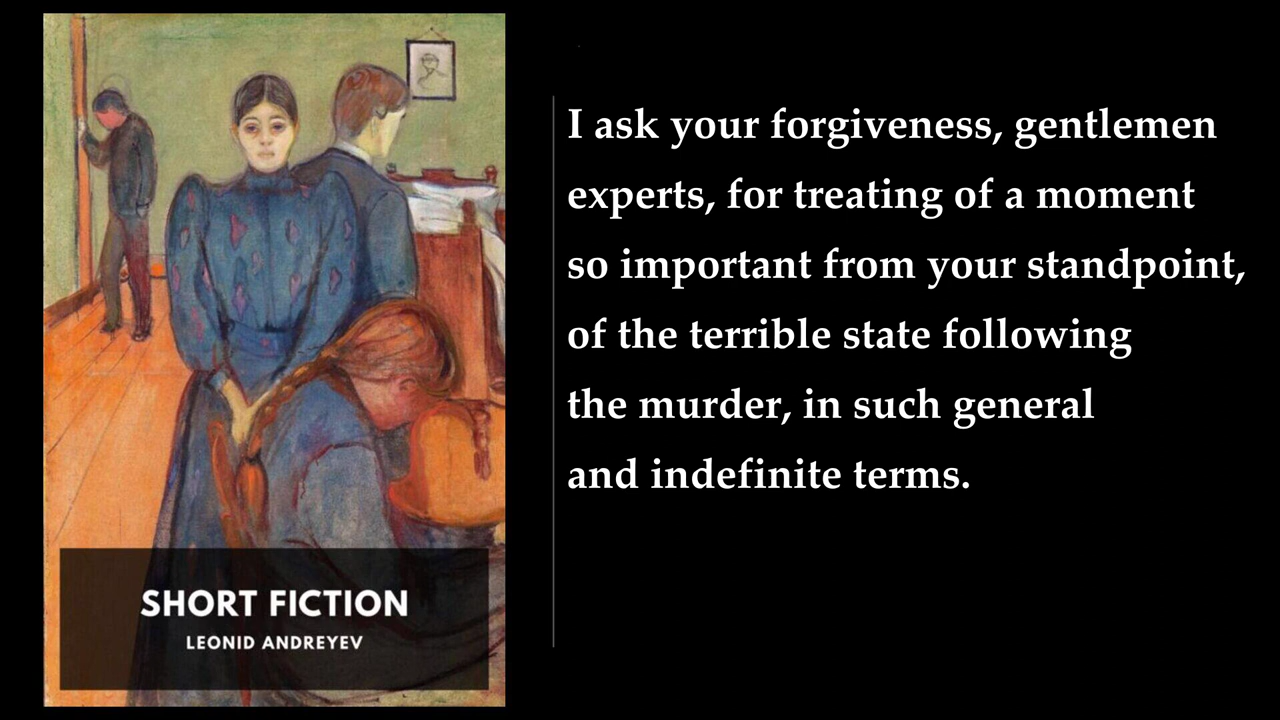 SHORT FICTION
LEONID ANDREYEV
I ask your forgiveness, gentlemen
experts, for treating of a moment
so important from your standpoint,
of the terrible state following
the murder, in such general
and indefinite terms.